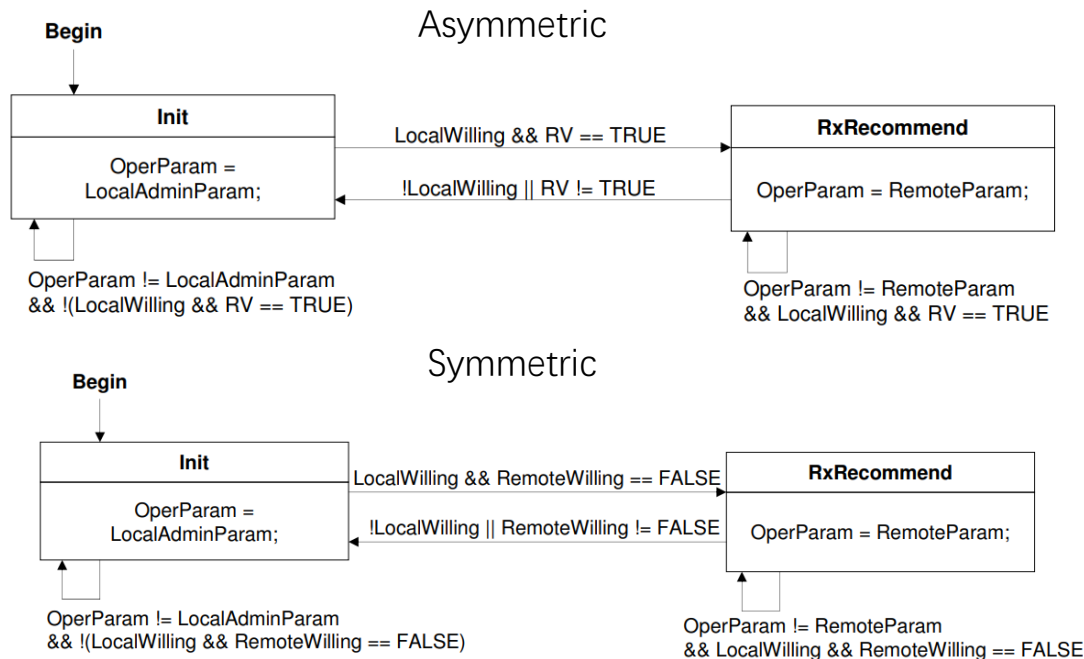 Asymmetric
Begin
Init
OperParam =
LocalAdminParam;
LocalWilling && RV == TRUE
!LocalWilling || RV != TRUE
RxRecommend
OperParam = RemoteParam;
OperParam != LocalAdminParam
&& !(LocalWilling && RV == TRUE)
OperParam != RemoteParam
&& LocalWilling && RV == TRUE
Symmetric
Begin
Init
OperParam =
LocalAdminParam;
LocalWilling && RemoteWilling == FALSE
!LocalWilling || RemoteWilling != FALSE
RxRecommend
OperParam = RemoteParam;
OperParam != LocalAdminParam
&& !(LocalWilling && RemoteWilling == FALSE)
OperParam != RemoteParam
&& LocalWilling && RemoteWilling == FALSE